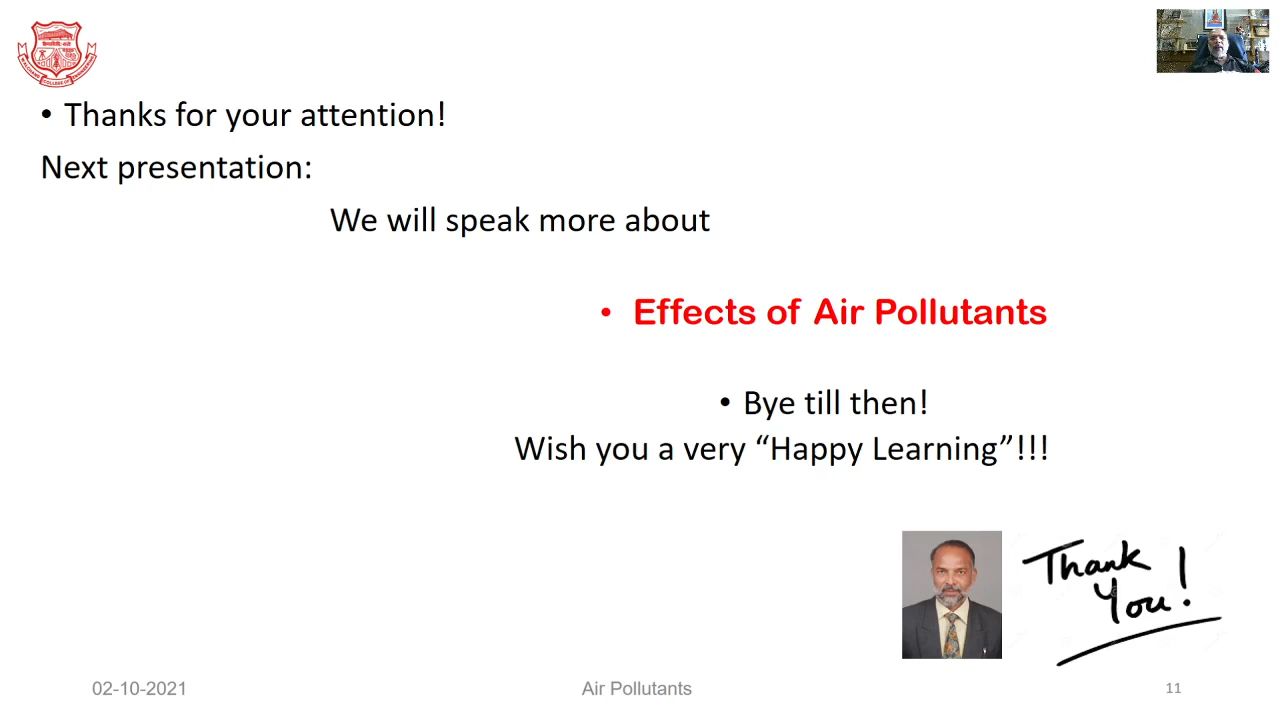 • Thanks for your attention!
Next presentation:
We will speak more about
• Effects of Air Pollutants
• Bye till then!
Wish you a very “Happy Learning”!!!
Thank
You!
02-10-2021
Air Pollutants
11